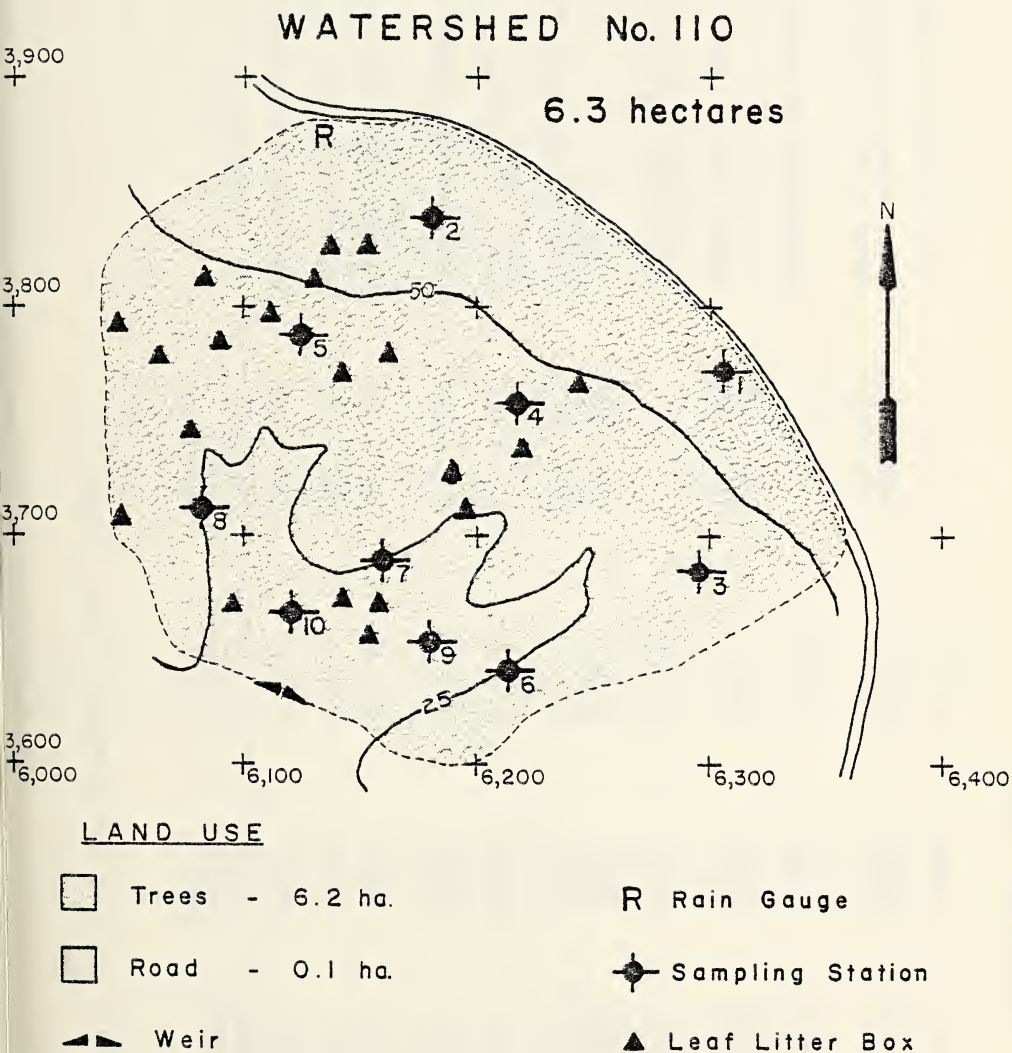 WATERSHED No. 110
3,900
6.3 hectares
R
N
2
3,800
50
5
1
4
3,700
8
7
3
10
9
6
25
3,600
6,000
6,100
6,200
6,300
6,400
LAND USE
Trees - 6.2 ha.
R Rain Gauge
Road - 0.1 ha.
Sampling Station
Weir
Leaf Litter Box